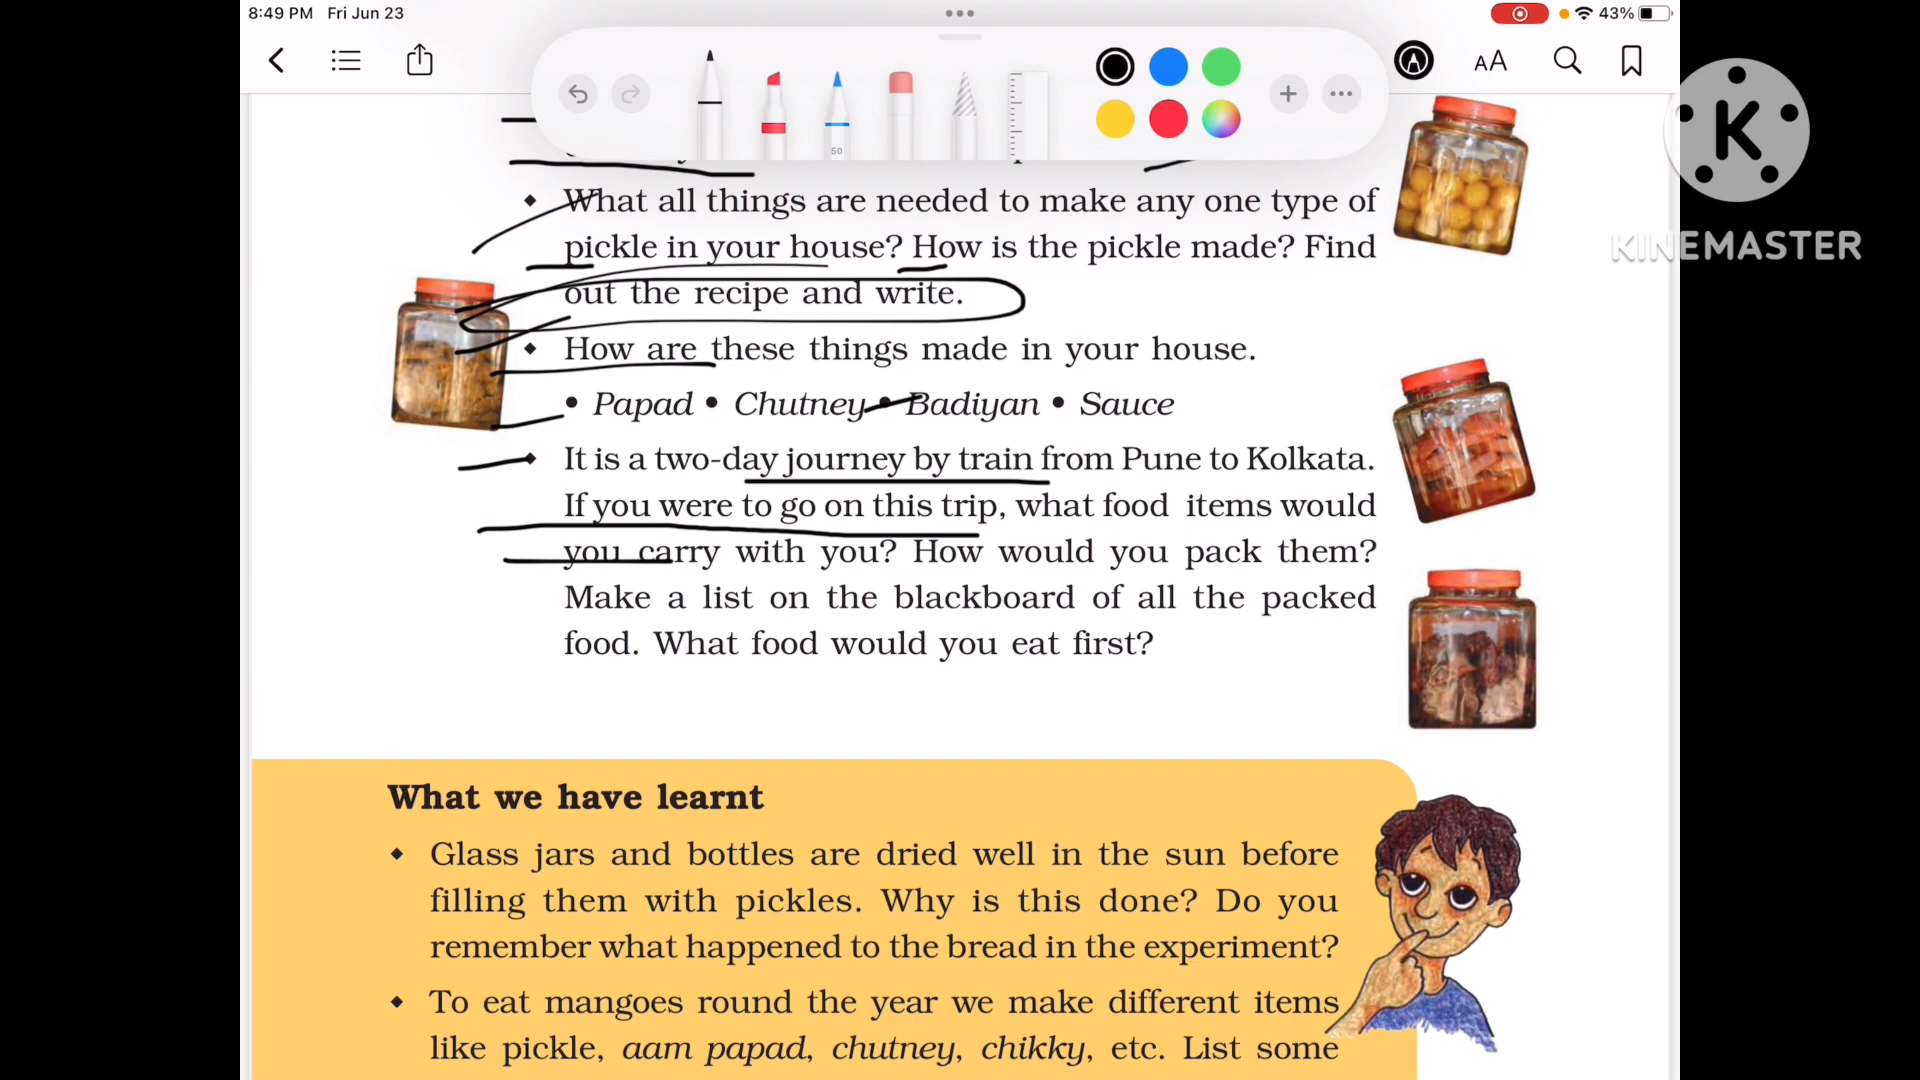 8:49 PM Fri Jun 23
43%
AA
50
K
KINEMASTER
What all things are needed to make any one type of
pickle in your house? How is the pickle made? Find
out the recipe and write.
How are these things made in your house.
• Papad • Chutney • Badiyan • Sauce
It is a two-day journey by train from Pune to Kolkata.
If you were to go on this trip, what food items would
you carry with you? How would you pack them?
Make a list on the blackboard of all the packed
food. What food would you eat first?
What we have learnt
Glass jars and bottles are dried well in the sun before
filling them with pickles. Why is this done? Do you
remember what happened to the bread in the experiment?
To eat mangoes round the year we make different items
like pickle, aam papad, chutney, chikky, etc. List some